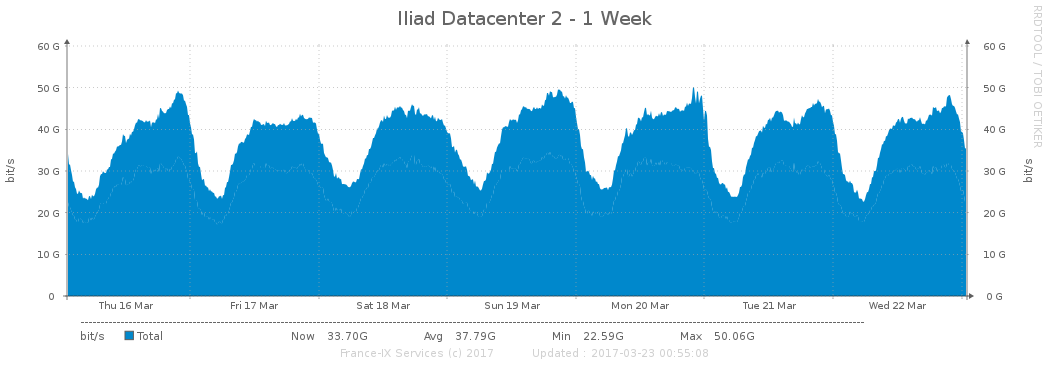 Iliad Datacenter 2 - 1 Week
RRDTOOL / TOBI OETIKER
60 G 60 G
50 G 50 G
40 G 40 G
30 G 30 G
20 G 20 G
10 G 10 G
0 0 G
bit/s
bit/s
Thu 16 Mar Fri 17 Mar Sat 18 Mar Sun 19 Mar Mon 20 Mar Tue 21 Mar Wed 22 Mar
bit/s Total Now 33.70G Avg 37.79G Min 22.59G Max 50.06G
France-IX Services (c) 2017 Updated : 2017-03-23 00:55:08